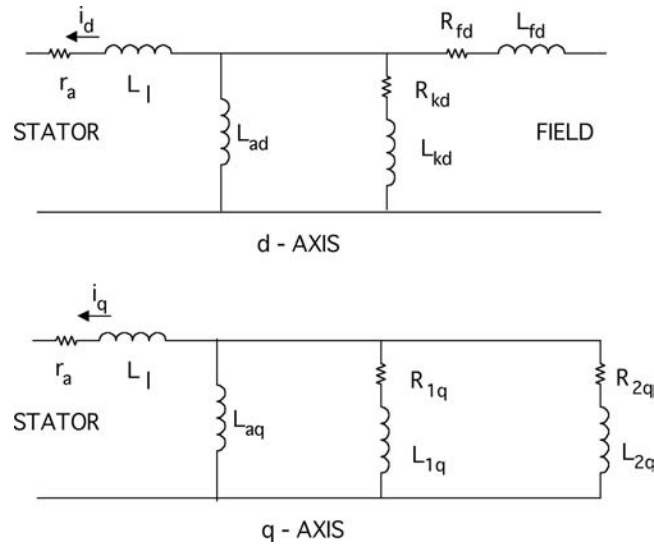 i_d
R_fd
L_fd
r_a
L_l
R_kd
STATOR
L_ad
FIELD
L_kd
d - AXIS
i_q
r_a
L_l
R_1q
R_2q
STATOR
L_aq
L_1q
L_2q
q - AXIS